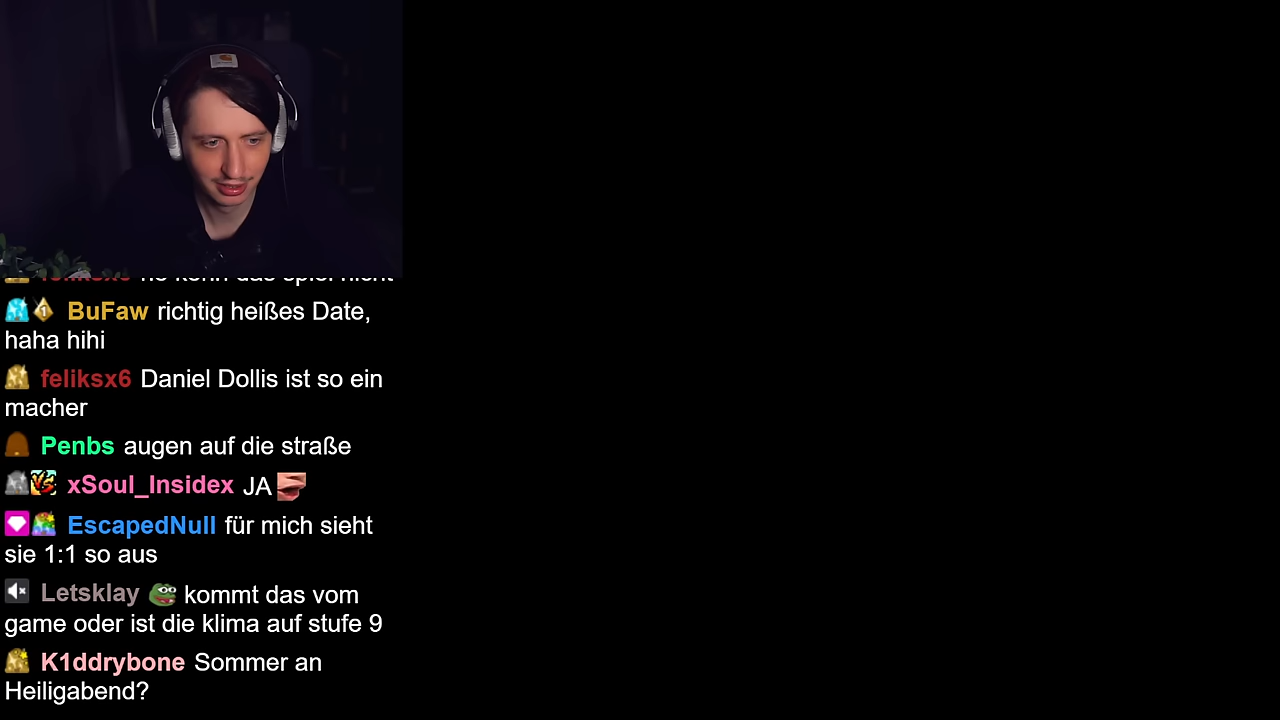 BuFaw richtig heißes Date,
haha hihi
feliksx6 Daniel Dollis ist so ein
macher
Penbs augen auf die straße
xSoul_Insidex JA
EscapedNull für mich sieht
sie 1:1 so aus
Letsklay kommt das vom
game oder ist die klima auf stufe 9
K1ddrybone Sommer an
Heiligabend?